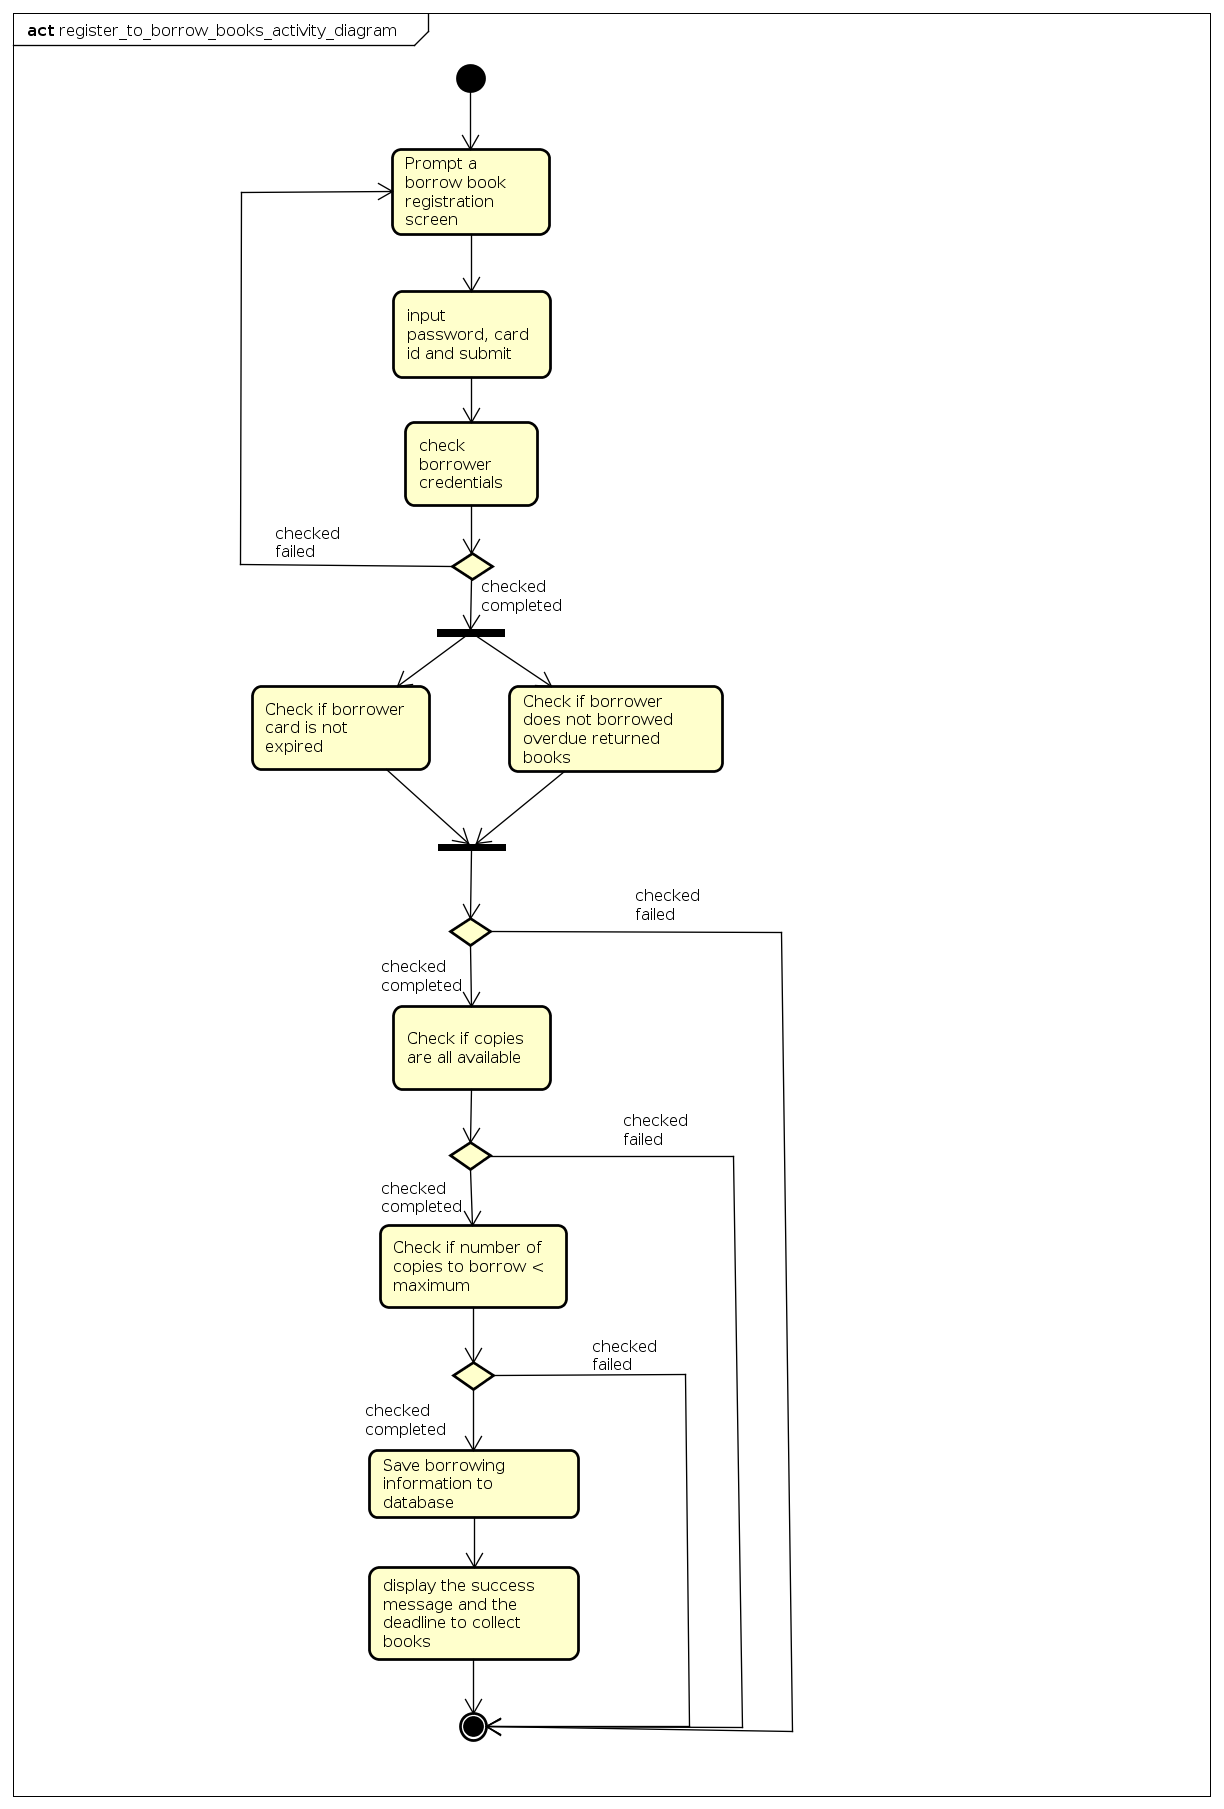 act register_to_borrow_books_activity_diagram
Prompt a
borrow book
registration
screen
input
password, card
id and submit
check
borrower
credentials
checked
failed
checked
completed
Check if borrower
card is not
expired
Check if borrower
does not borrowed
overdue returned
books
checked
failed
checked
completed
Check if copies
are all available
checked
failed
checked
completed
Check if number of
copies to borrow <
maximum
checked
failed
checked
completed
Save borrowing
information to
database
display the success
message and the
deadline to collect
books